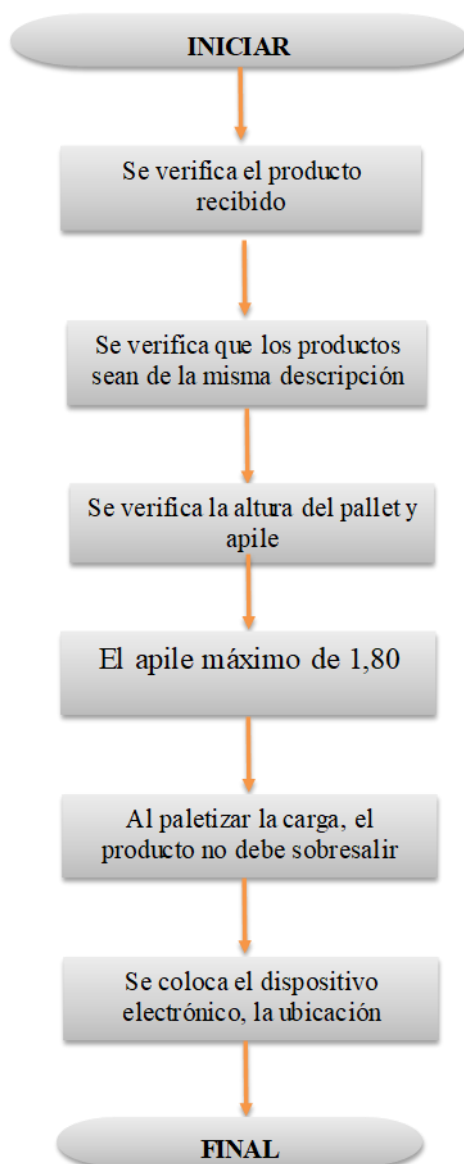 INICIAR
Se verifica el producto
recibido
Se verifica que los productos
sean de la misma descripción
Se verifica la altura del pallet y
apile
El apile máximo de 1,80
Al paletizar la carga, el
producto no debe sobresalir
Se coloca el dispositivo
electrónico, la ubicación
FINAL